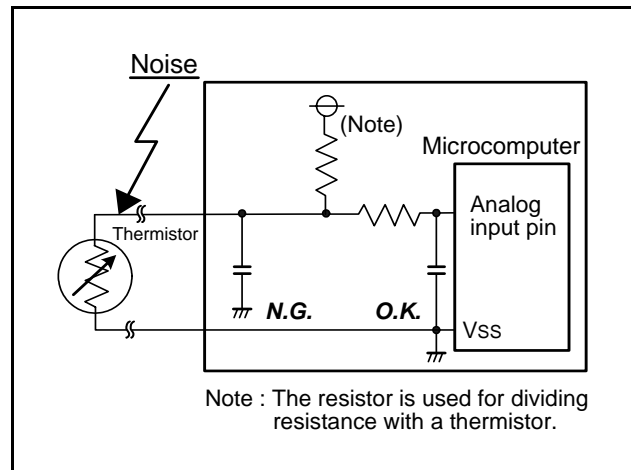 Noise
(Note)
Microcomputer
Analog
input pin
Thermistor
N.G.
O.K.
Vss
Note : The resistor is used for dividing
resistance with a thermistor.